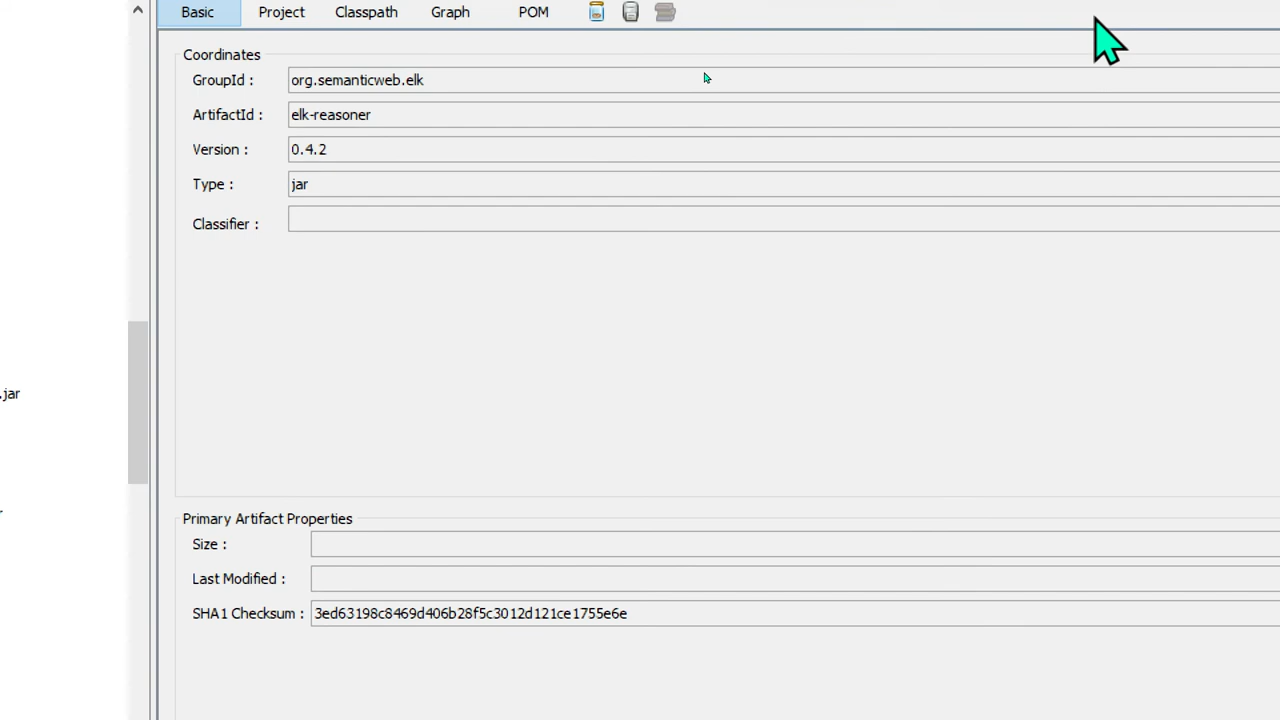 Basic Project Classpath Graph POM
Coordinates
GroupId : org.semanticweb.elk
ArtifactId : elk-reasoner
Version : 0.4.2
Type : jar
Classifier :
.jar
r
Primary Artifact Properties
Size :
Last Modified :
SHA1 Checksum : 3ed63198c8469d406b28f5c3012d121ce1755e6e